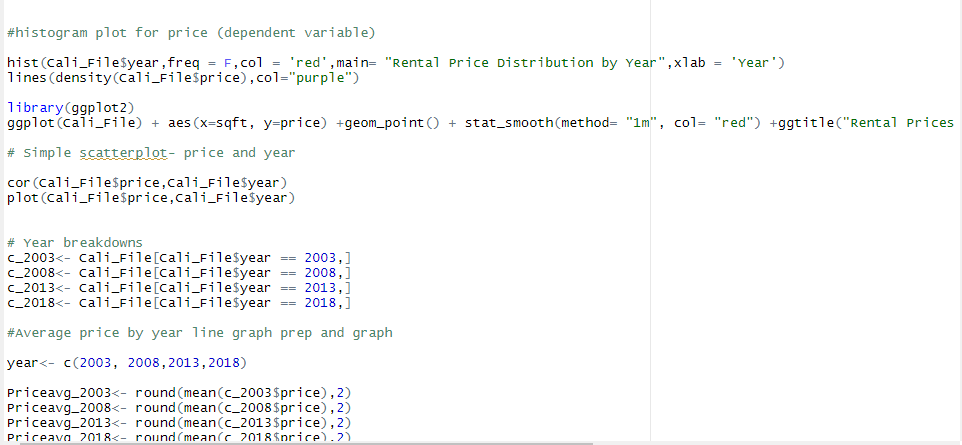 #histogram plot for price (dependent variable)
hist(Cali_File$year,freq = F,col = 'red',main= "Rental Price Distribution by Year",xlab = 'Year')
lines(density(Cali_File$price),col="purple")
library(ggplot2)
ggplot(Cali_File) + aes(x=sqft, y=price) +geom_point() + stat_smooth(method= "lm", col= "red") +ggtitle("Rental Prices
# Simple scatterplot- price and year
cor(Cali_File$price,Cali_File$year)
plot(Cali_File$price,Cali_File$year)
# Year breakdowns
c_2003<- Cali_File[Cali_File$year == 2003,]
c_2008<- Cali_File[Cali_File$year == 2008,]
c_2013<- Cali_File[Cali_File$year == 2013,]
c_2018<- Cali_File[Cali_File$year == 2018,]
#Average price by year line graph prep and graph
year<- c(2003, 2008,2013,2018)
Priceavg_2003<- round(mean(c_2003$price),2)
Priceavg_2008<- round(mean(c_2008$price),2)
Priceavg_2013<- round(mean(c_2013$price),2)
Priceavg_2018<- round(mean(c_2018$price),2)